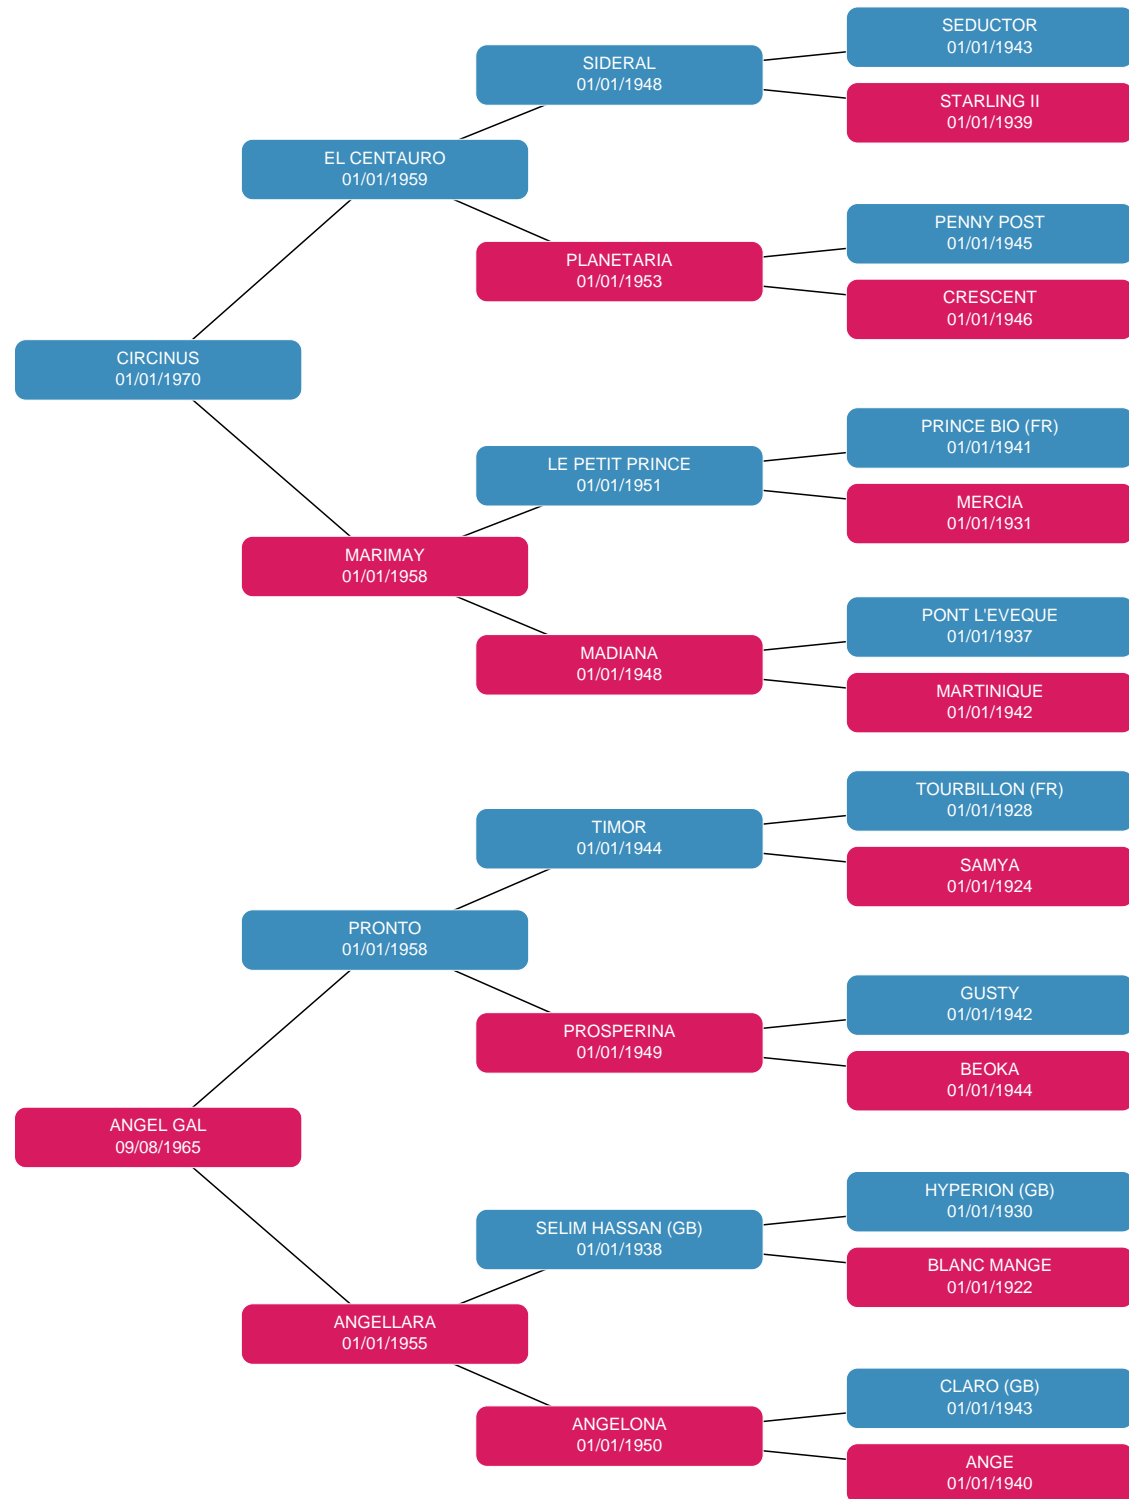 SEDUCTOR
01/01/1943
SIDERAL
01/01/1948
STARLING II
01/01/1939
EL CENTAURO
01/01/1959
PENNY POST
01/01/1945
PLANETARIA
01/01/1953
CRESCENT
01/01/1946
CIRCINUS
01/01/1970
PRINCE BIO (FR)
01/01/1941
LE PETIT PRINCE
01/01/1951
MERCIA
01/01/1931
MARIMAY
01/01/1958
PONT L'EVEQUE
01/01/1937
MADIANA
01/01/1948
MARTINIQUE
01/01/1942
TOURBILLON (FR)
01/01/1928
TIMOR
01/01/1944
SAMYA
01/01/1924
PRONTO
01/01/1958
GUSTY
01/01/1942
PROSPERINA
01/01/1949
BEOKA
01/01/1944
ANGEL GAL
09/08/1965
HYPERION (GB)
01/01/1930
SELIM HASSAN (GB)
01/01/1938
BLANC MANGE
01/01/1922
ANGELLARA
01/01/1955
CLARO (GB)
01/01/1943
ANGELONA
01/01/1950
ANGE
01/01/1940